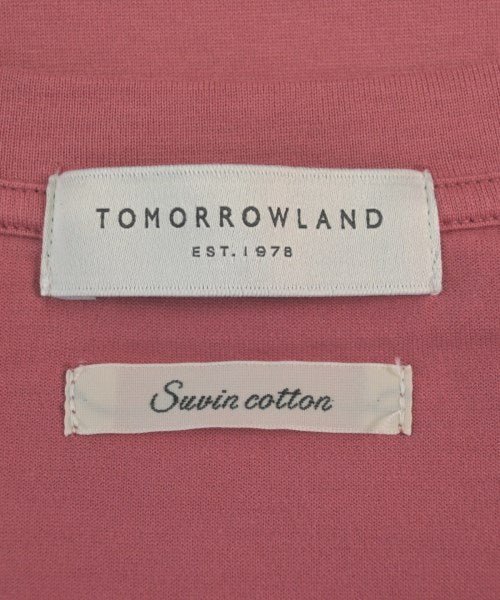 TOMORROWLAND
EST. 1978
Suvin cotton